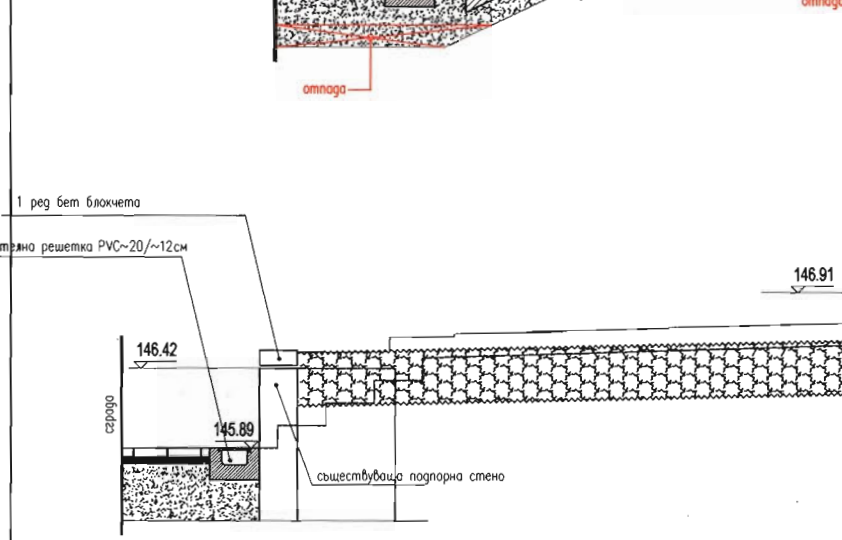 отпада
отпада
1 ред бет блокчета
телна решетка PVC~20/~12см
146.91
146.42
сграда
145.89
съществуваща подпорна стена